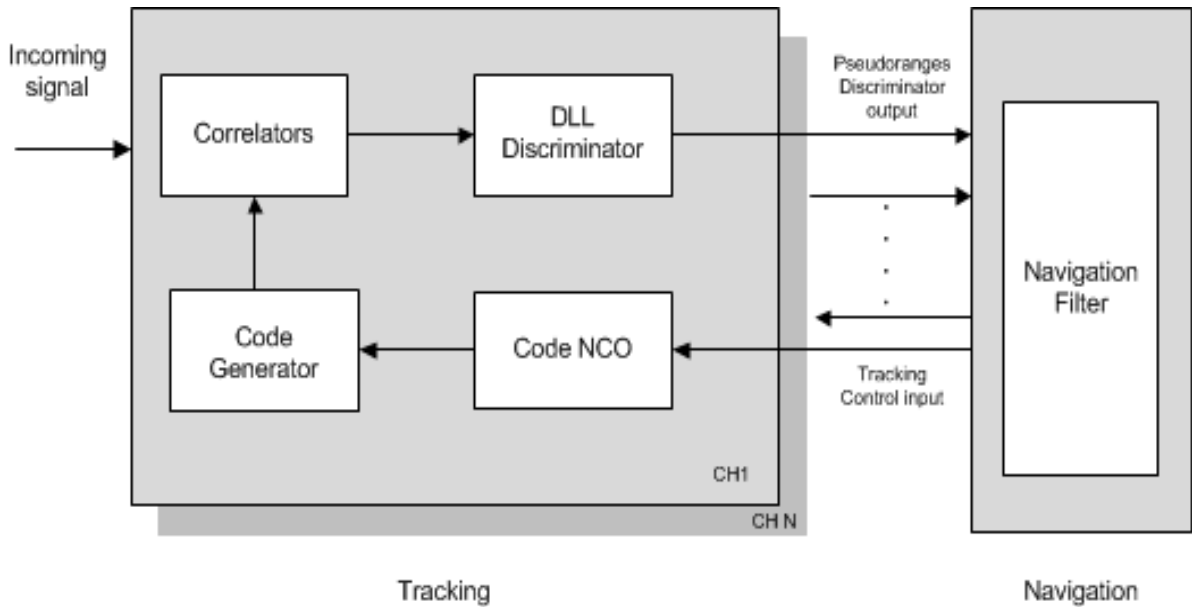 Incoming
signal
Correlators
DLL
Discriminator
Pseudoranges
Discriminator
output
Code
Generator
Code NCO
Navigation
Filter
Tracking
Control input
CH1
CH N
Tracking
Navigation